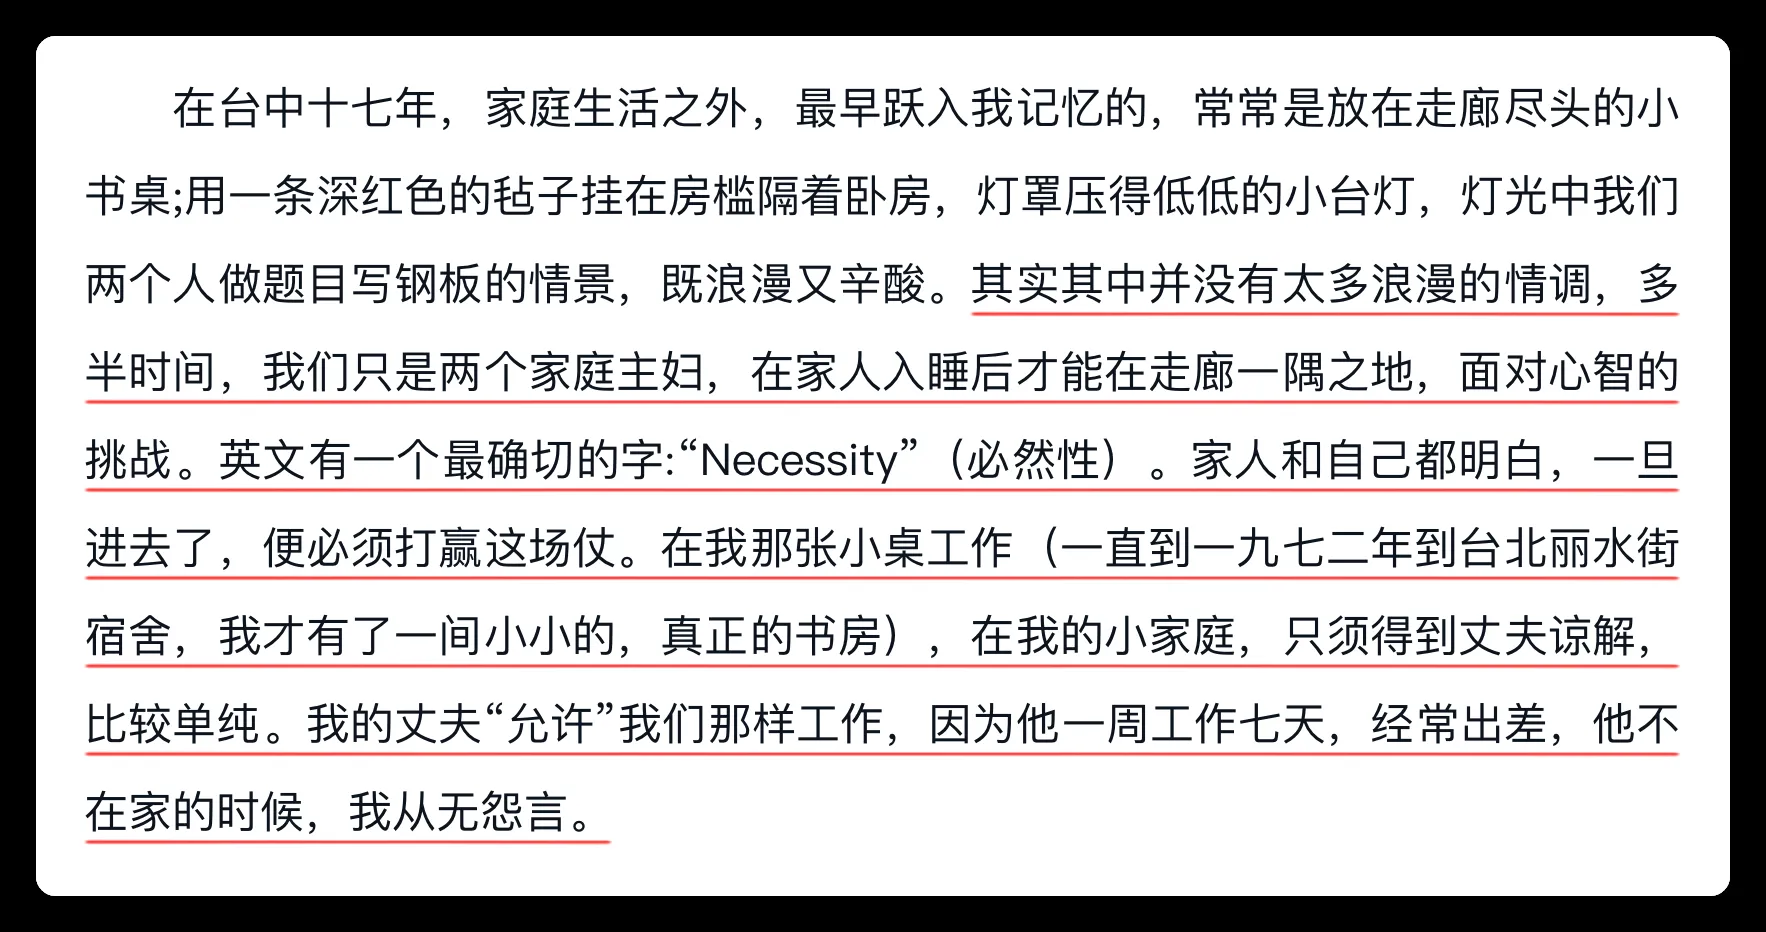 在台中十七年，家庭生活之外，最早跃入我记忆的，常常是放在走廊尽头的小
书桌;用一条深红色的毡子挂在房槛隔着卧房，灯罩压得低低的小台灯，灯光中我们
两个人做题目写钢板的情景，既浪漫又辛酸。其实其中并没有太多浪漫的情调，多
半时间，我们只是两个家庭主妇，在家人入睡后才能在走廊一隅之地，面对心智的
挑战。英文有一个最确切的字:“Necessity”（必然性）。家人和自己都明白，一旦
进去了，便必须打赢这场仗。在我那张小桌工作（一直到一九七二年到台北丽水街
宿舍，我才有了一间小小的，真正的书房），在我的小家庭，只须得到丈夫谅解，
比较单纯。我的丈夫“允许”我们那样工作，因为他一周工作七天，经常出差，他不
在家的时候，我从无怨言。